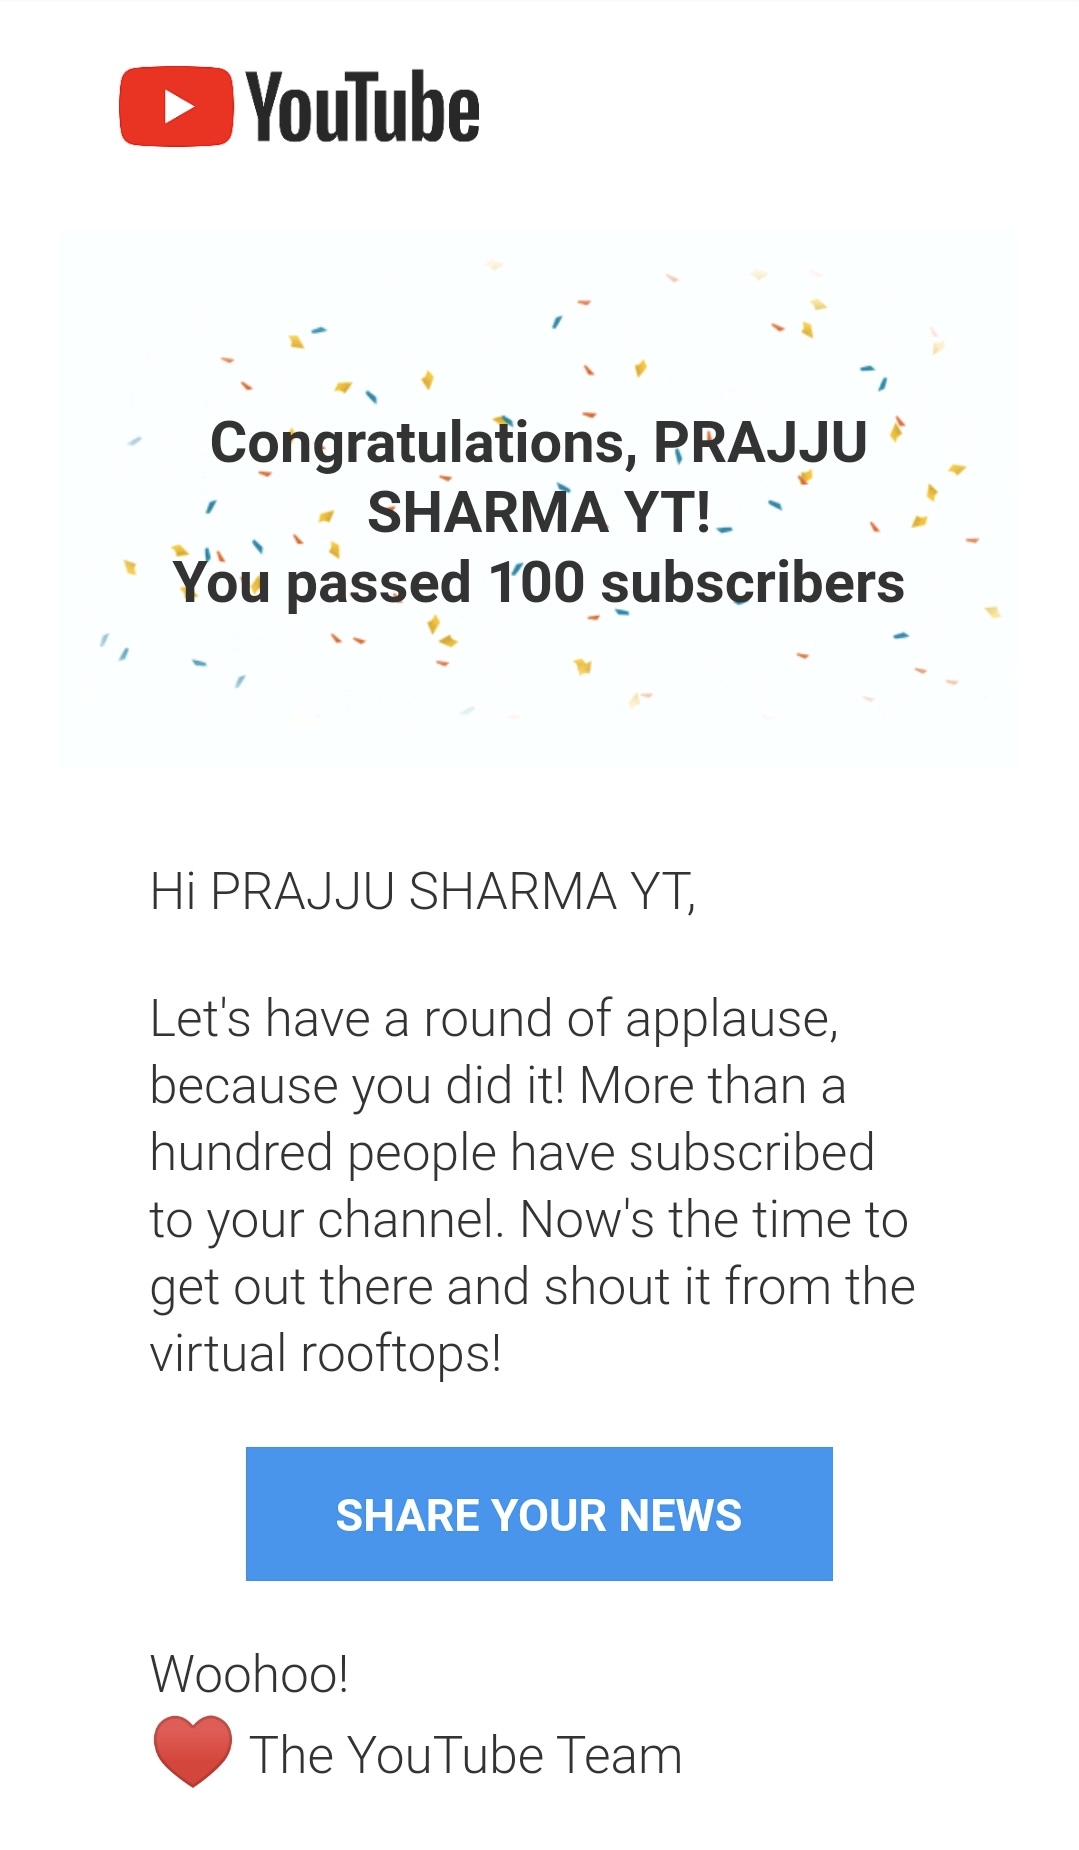 YouTube
Congratulations, PRAJJU
SHARMA YT!
You passed 100 subscribers
Hi PRAJJU SHARMA YT,
Let's have a round of applause,
because you did it! More than a
hundred people have subscribed
to your channel. Now's the time to
get out there and shout it from the
virtual rooftops!
SHARE YOUR NEWS
Woohoo!
The YouTube Team